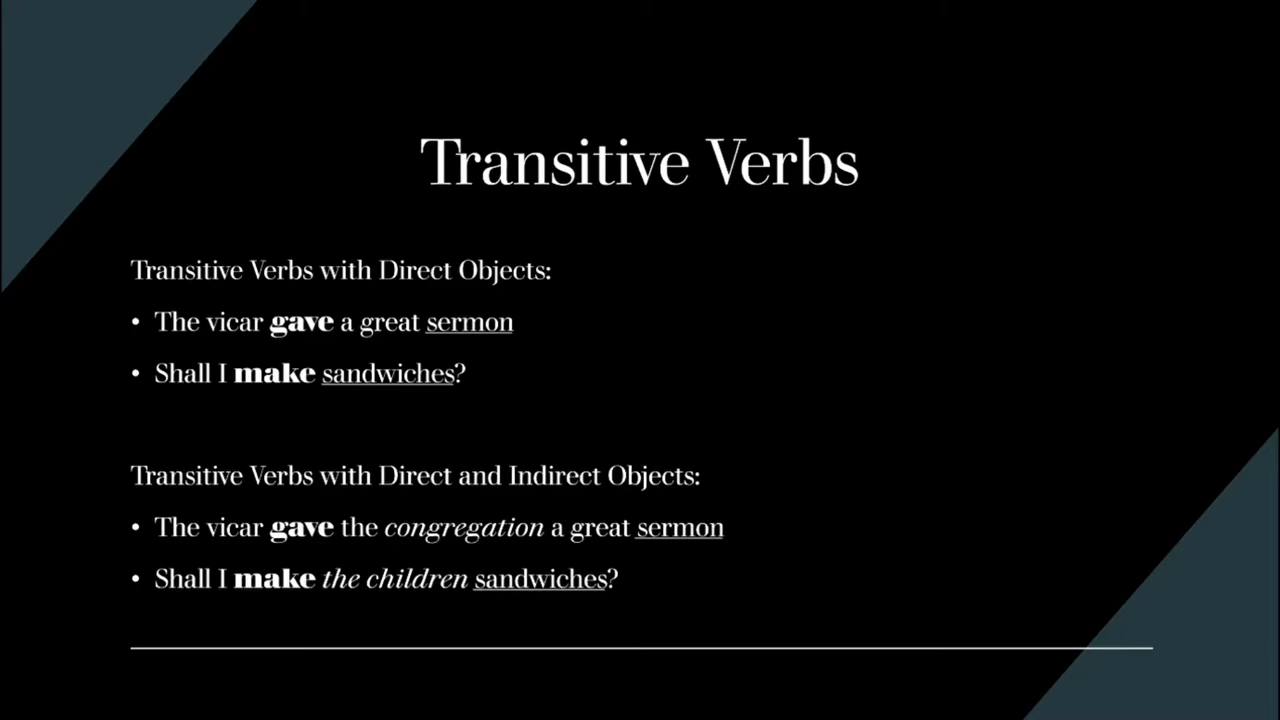 Transitive Verbs
Transitive Verbs with Direct Objects:
• The vicar gave a great sermon
• Shall I make sandwiches?
Transitive Verbs with Direct and Indirect Objects:
• The vicar gave the congregation a great sermon
• Shall I make the children sandwiches?